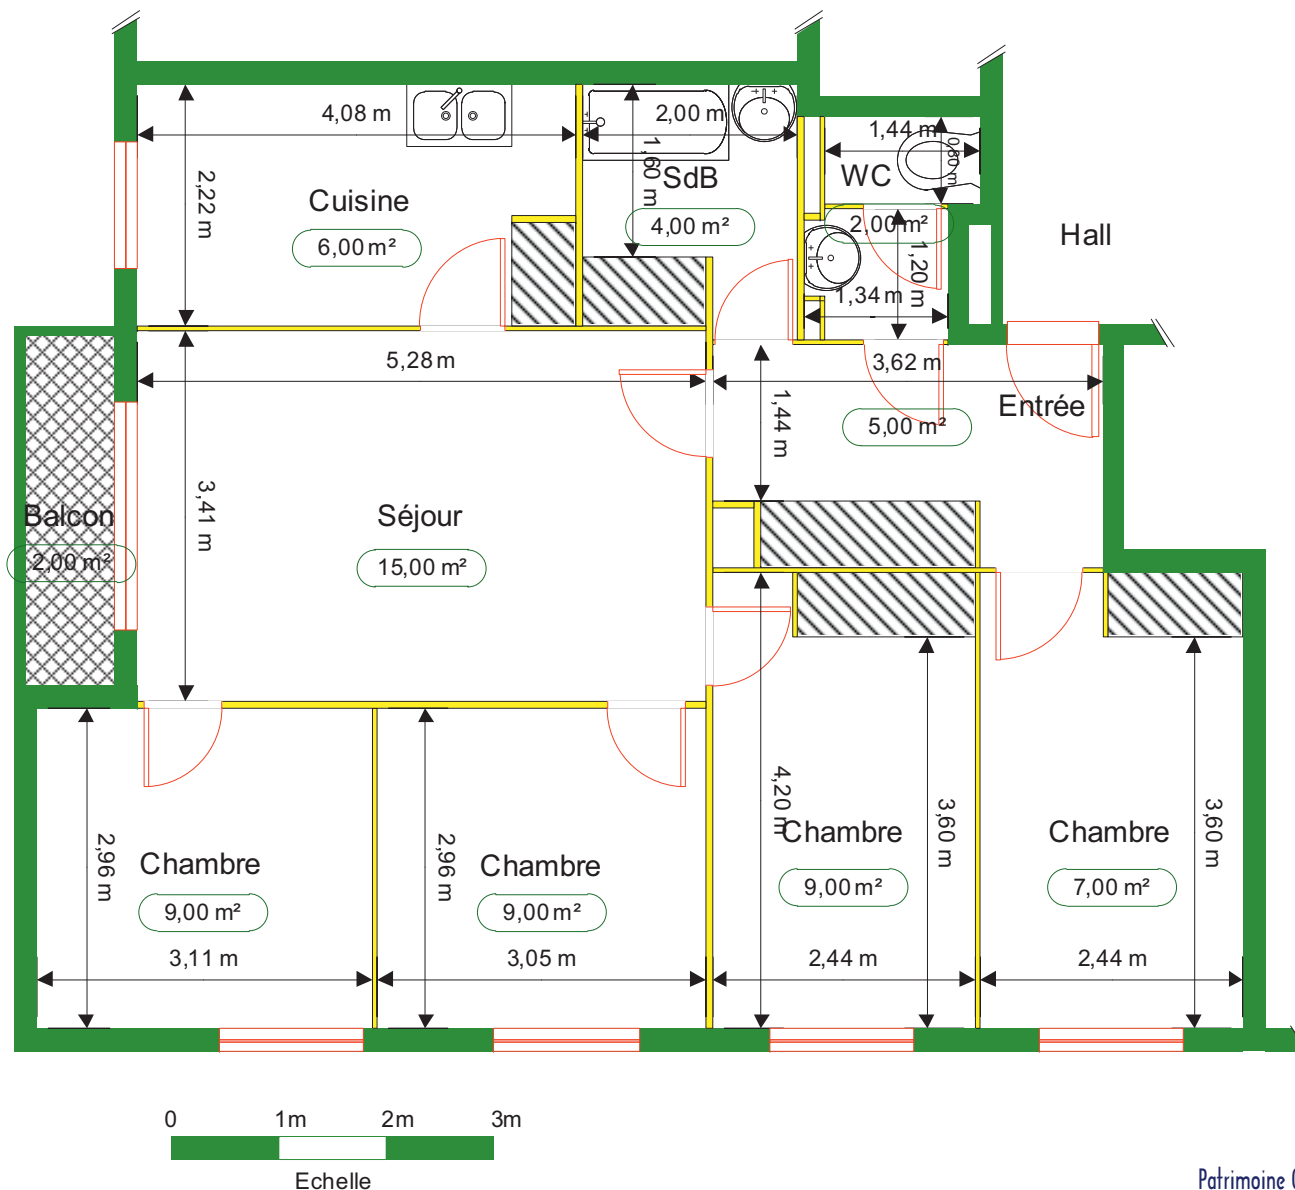 4,08 m
2,00 m
1,44 m
0,80 m
2,22 m
1,60 m
SdB
WC
Cuisine
6,00 m²
4,00 m²
2,00 m²
Hall
1,20 m
1,34 m
5,28 m
3,62 m
1,44 m
Entrée
5,00 m²
3,41 m
Balcon
2,00 m²
Séjour
15,00 m²
4,20 m
3,60 m
3,60 m
2,96 m
2,96 m
Chambre
9,00 m²
3,11 m
Chambre
9,00 m²
3,05 m
Chambre
9,00 m²
2,44 m
Chambre
7,00 m²
2,44 m
0 1m 2m 3m
Echelle
Patrimoine